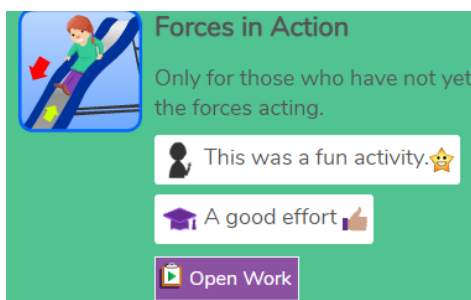 Forces in Action
Only for those who have not yet
the forces acting.
This was a fun activity.
A good effort
Open Work